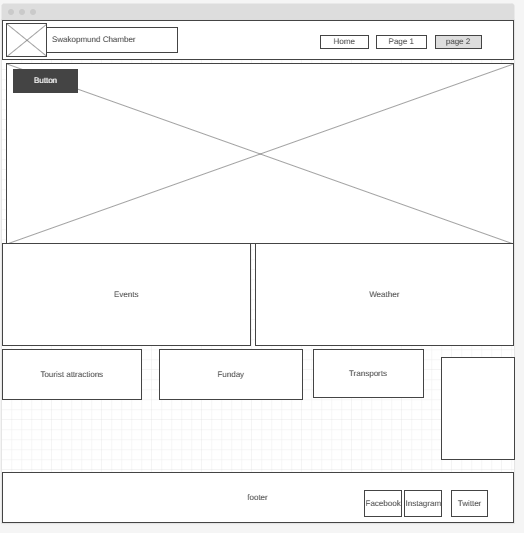 Swakopmund Chamber
Home
Page 1
page 2
Button
Events
Weather
Tourist attractions
Funday
Transports
footer
Facebook
Instagram
Twitter